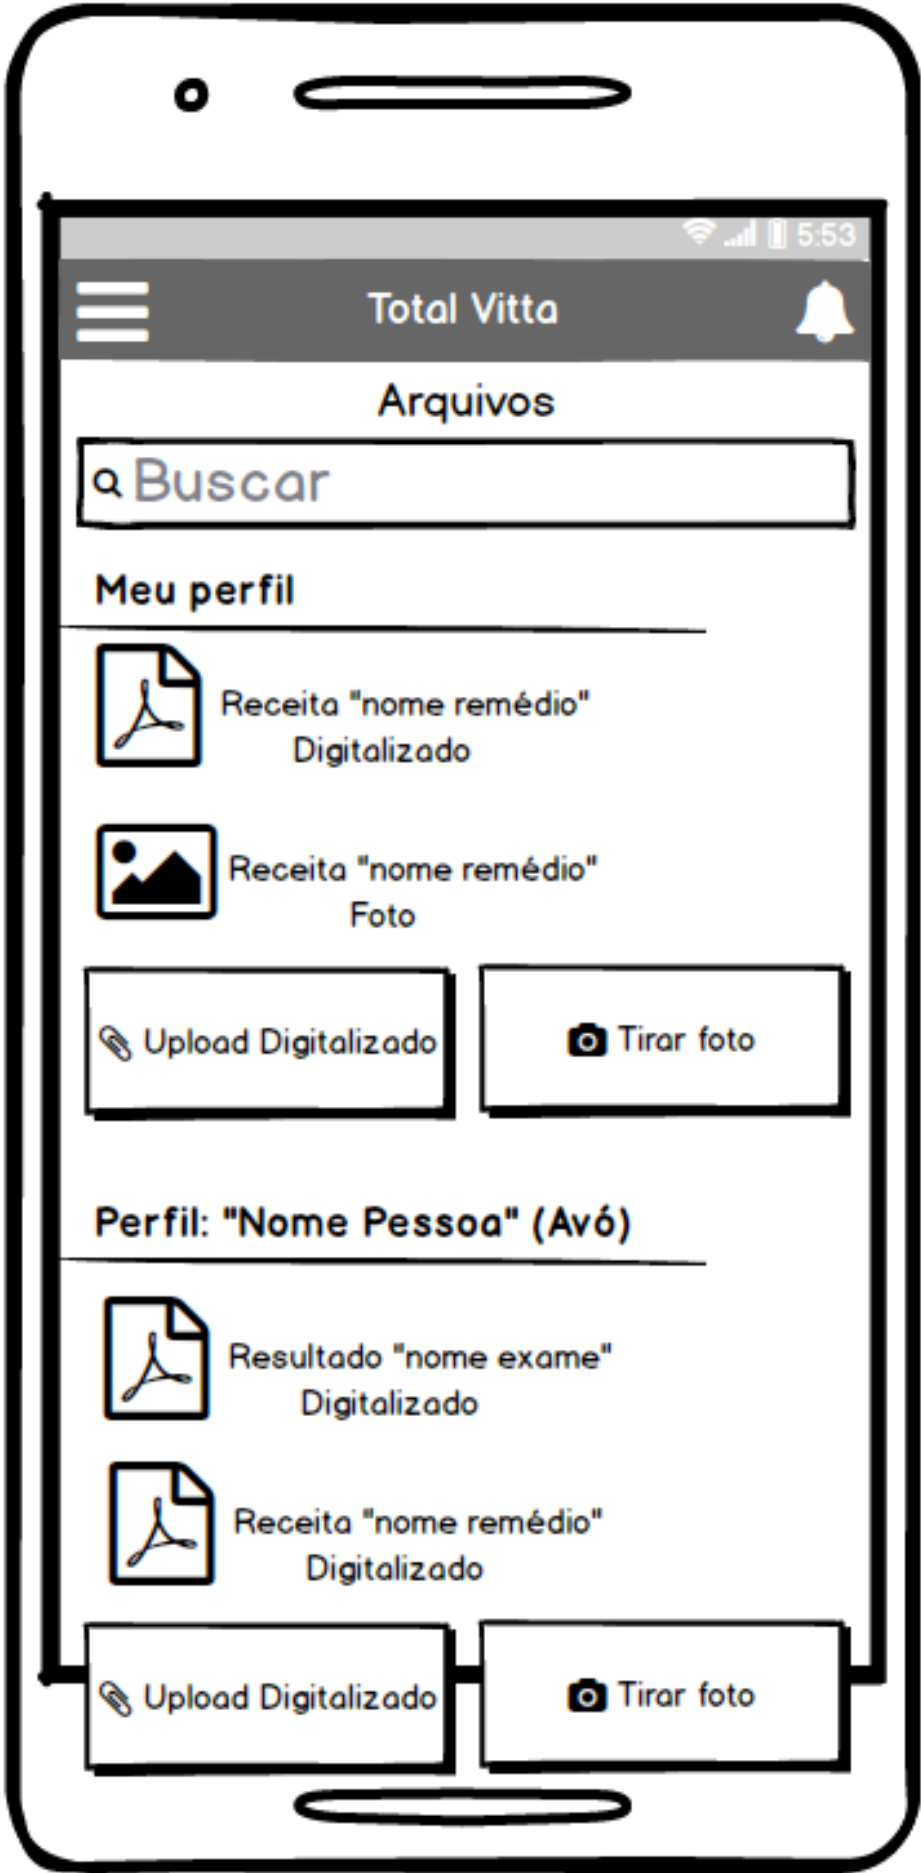 5:53
Total Vitta
Arquivos
Buscar
Meu perfil
Receita "nome remédio"
Digitalizado
Receita "nome remédio"
Foto
Upload Digitalizado
Tirar foto
Perfil: "Nome Pessoa" (Avó)
Resultado "nome exame"
Digitalizado
Receita "nome remédio"
Digitalizado
Upload Digitalizado
Tirar foto